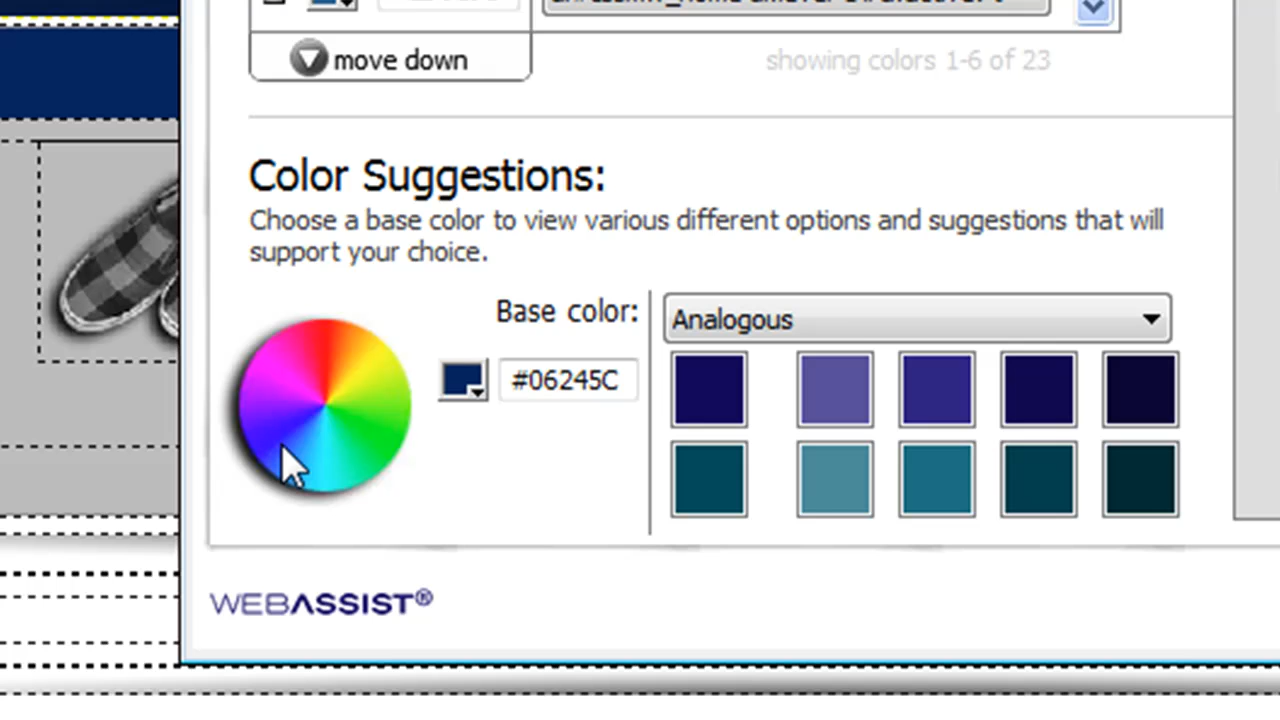 move down
showing colors 1-6 of 23
Color Suggestions:
Choose a base color to view various different options and suggestions that will
support your choice.
Base color:
Analogous
#06245C
WEBASSIST®